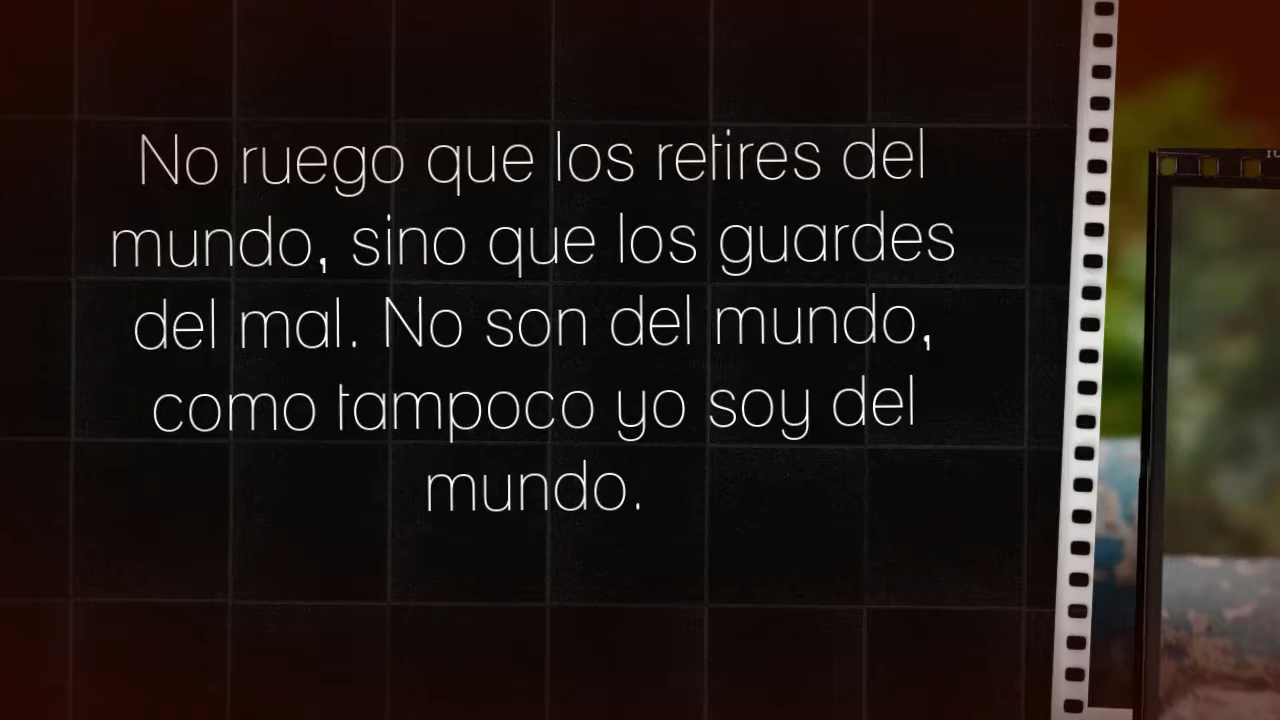 No ruego que los retires del
mundo, sino que los guardes
del mal. No son del mundo,
como tampoco yo soy del
mundo.